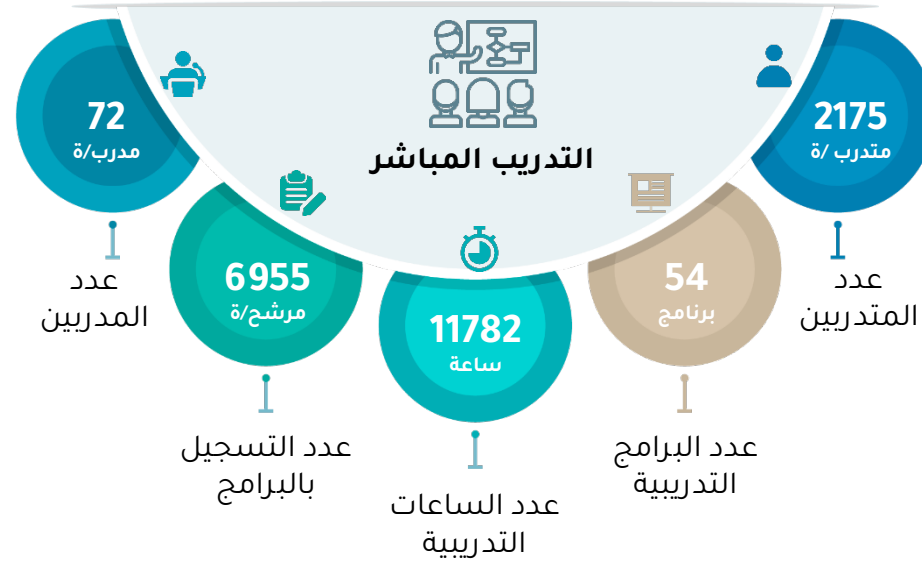 التدريب المباشر
2175
متدرب /ة
عدد
المتدربين
54
برنامج
عدد البرامج
التدريبية
11782
ساعة
عدد الساعات
التدريبية
6955
مرشح/ة
عدد التسجيل
بالبرامج
72
مدرب/ة
عدد
المدربين